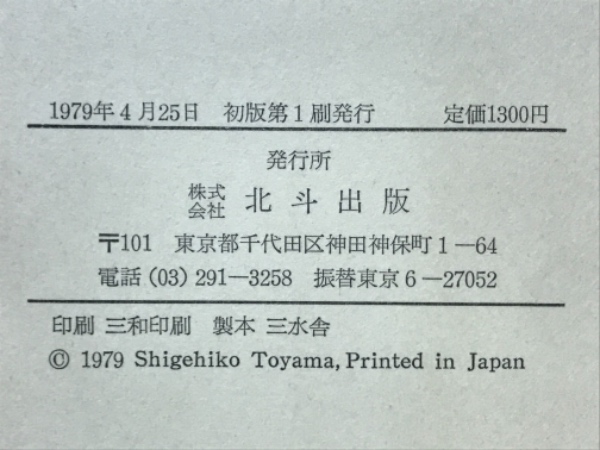 1979年4月25日　初版第1刷発行　定価1300円
発行所
株式会社 北斗出版
〒101　東京都千代田区神田神保町1―64
電話(03)291―3258　振替東京6―27052
印刷 三和印刷　製本 三水舎
© 1979 Shigehiko Toyama, Printed in Japan